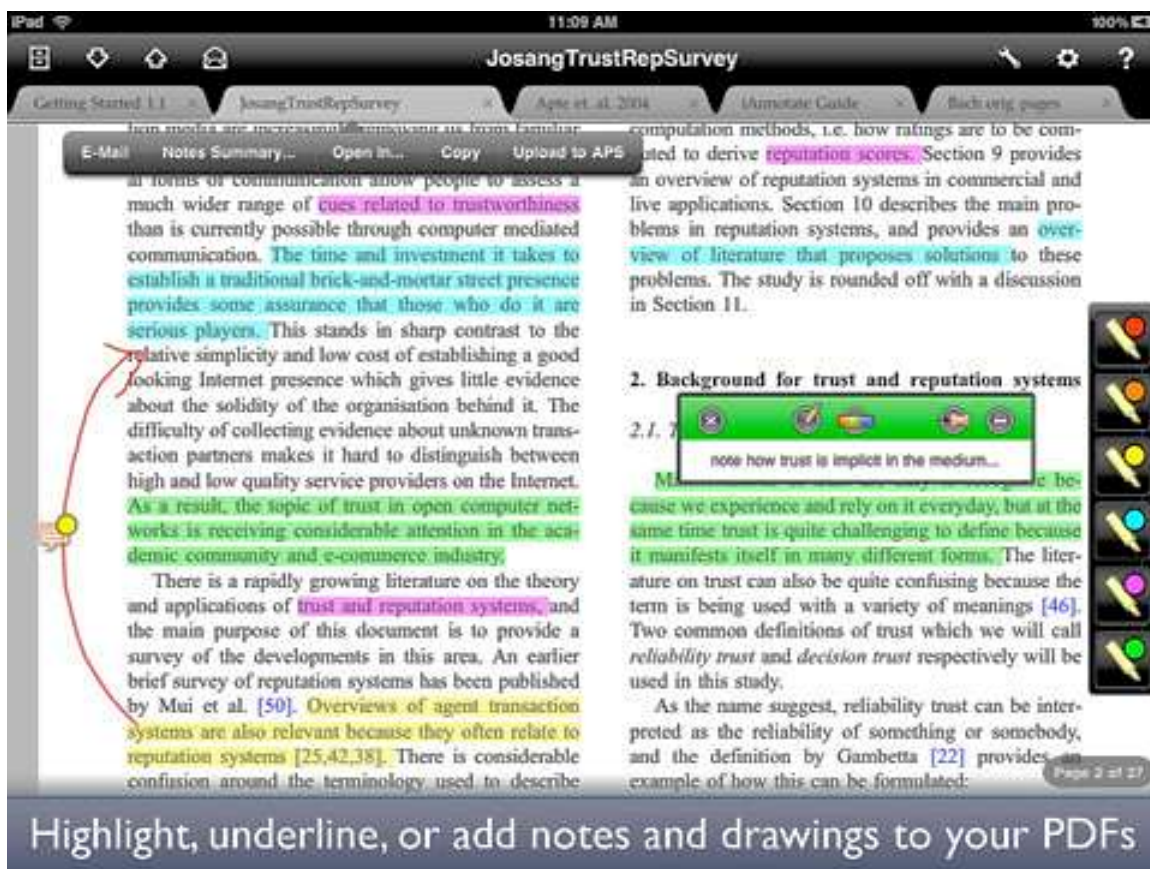 iPad 11:09 AM 100%
JosangTrustRepSurvey
?
Getting Started 1.1 × JosangTrustRepSurvey × Apte et. al. 2004 × iAnnotate Guide × Bach orig pages ×
tion media are increasingly removing us from familiar
E-Mail Notes Summary... Open In... Copy Upload to APS
al forms of communication allow people to assess a
much wider range of cues related to trustworthiness
than is currently possible through computer mediated
communication. The time and investment it takes to
establish a traditional brick-and-mortar street presence
provides some assurance that those who do it are
serious players. This stands in sharp contrast to the
relative simplicity and low cost of establishing a good
looking Internet presence which gives little evidence
about the solidity of the organisation behind it. The
difficulty of collecting evidence about unknown trans-
action partners makes it hard to distinguish between
high and low quality service providers on the Internet.
As a result, the topic of trust in open computer net-
works is receiving considerable attention in the aca-
demic community and e-commerce industry.
There is a rapidly growing literature on the theory
and applications of trust and reputation systems, and
the main purpose of this document is to provide a
survey of the developments in this area. An earlier
brief survey of reputation systems has been published
by Mui et al. [50]. Overviews of agent transaction
systems are also relevant because they often relate to
reputation systems [25,42,38]. There is considerable
confusion around the terminology used to describe
computation methods, i.e. how ratings are to be com-
uted to derive reputation scores. Section 9 provides
an overview of reputation systems in commercial and
live applications. Section 10 describes the main pro-
blems in reputation systems, and provides an over-
view of literature that proposes solutions to these
problems. The study is rounded off with a discussion
in Section 11.
2. Background for trust and reputation systems
2.1. T
note how trust is implicit in the medium...
be-
cause we experience and rely on it everyday, but at the
same time trust is quite challenging to define because
it manifests itself in many different forms. The liter-
ature on trust can also be quite confusing because the
term is being used with a variety of meanings [46].
Two common definitions of trust which we will call
reliability trust and decision trust respectively will be
used in this study.
As the name suggest, reliability trust can be inter-
preted as the reliability of something or somebody,
and the definition by Gambetta [22] provides an
example of how this can be formulated:
Page 2 of 27
Highlight, underline, or add notes and drawings to your PDFs